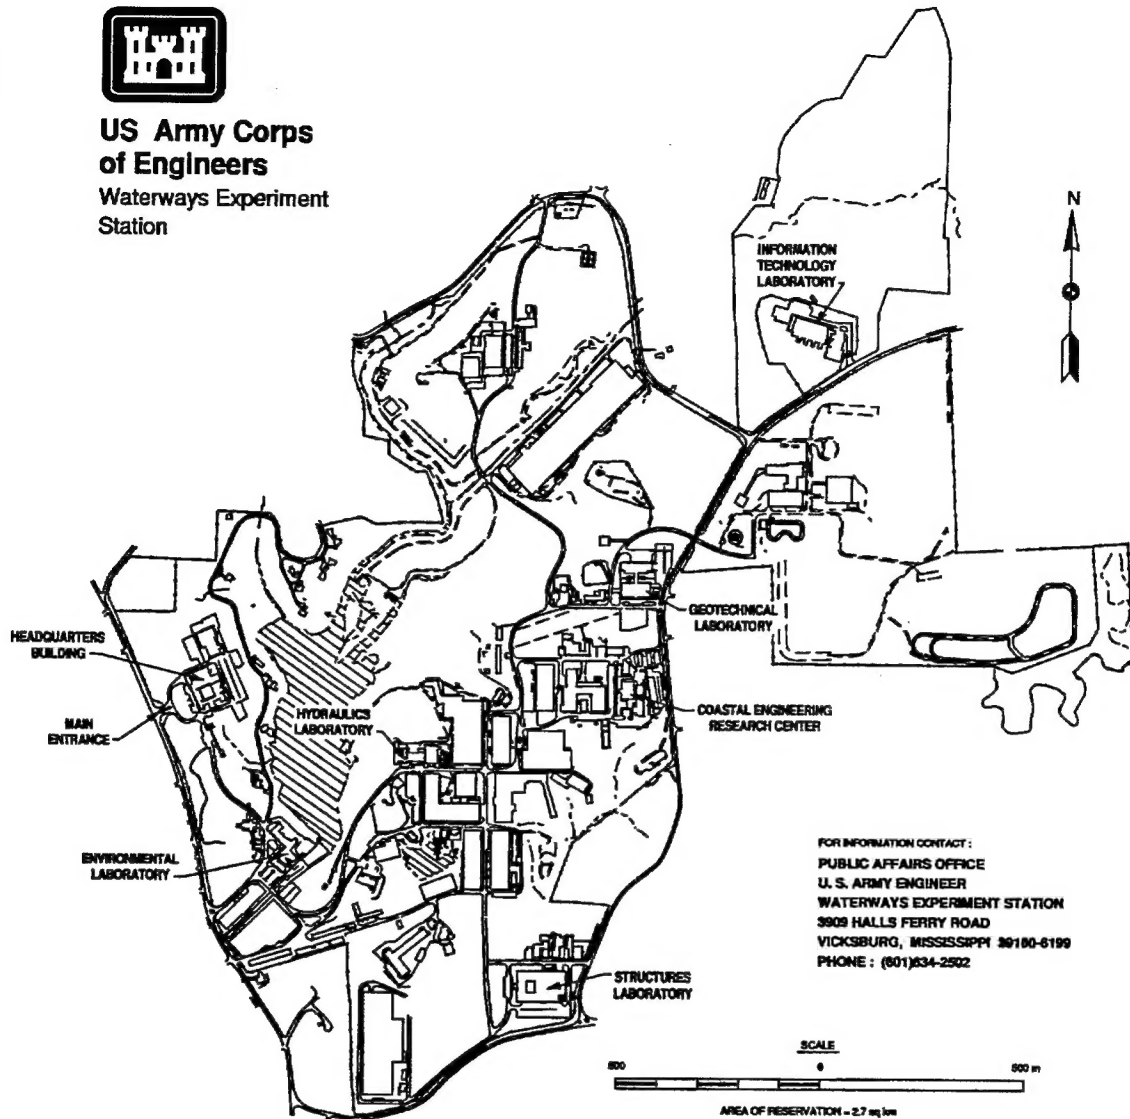 US Army Corps
of Engineers
Waterways Experiment
Station
N
INFORMATION
TECHNOLOGY
LABORATORY
HEADQUARTERS
BUILDING
MAIN
ENTRANCE
HYDRAULICS
LABORATORY
GEOTECHNICAL
LABORATORY
COASTAL ENGINEERING
RESEARCH CENTER
ENVIRONMENTAL
LABORATORY
STRUCTURES
LABORATORY
FOR INFORMATION CONTACT:
PUBLIC AFFAIRS OFFICE
U. S. ARMY ENGINEER
WATERWAYS EXPERIMENT STATION
3909 HALLS FERRY ROAD
VICKSBURG, MISSISSIPPI 39180-6199
PHONE : (601)634-2502
SCALE
500 0 500 m
AREA OF RESERVATION = 2.7 sq km